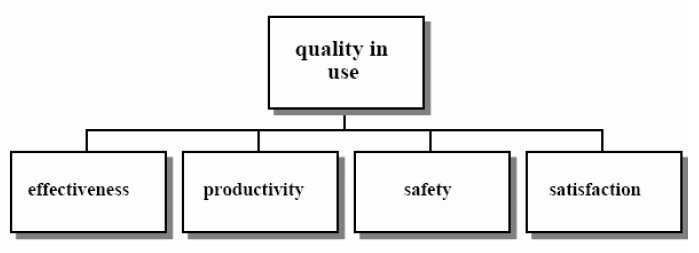 quality in
use
effectiveness
productivity
safety
satisfaction